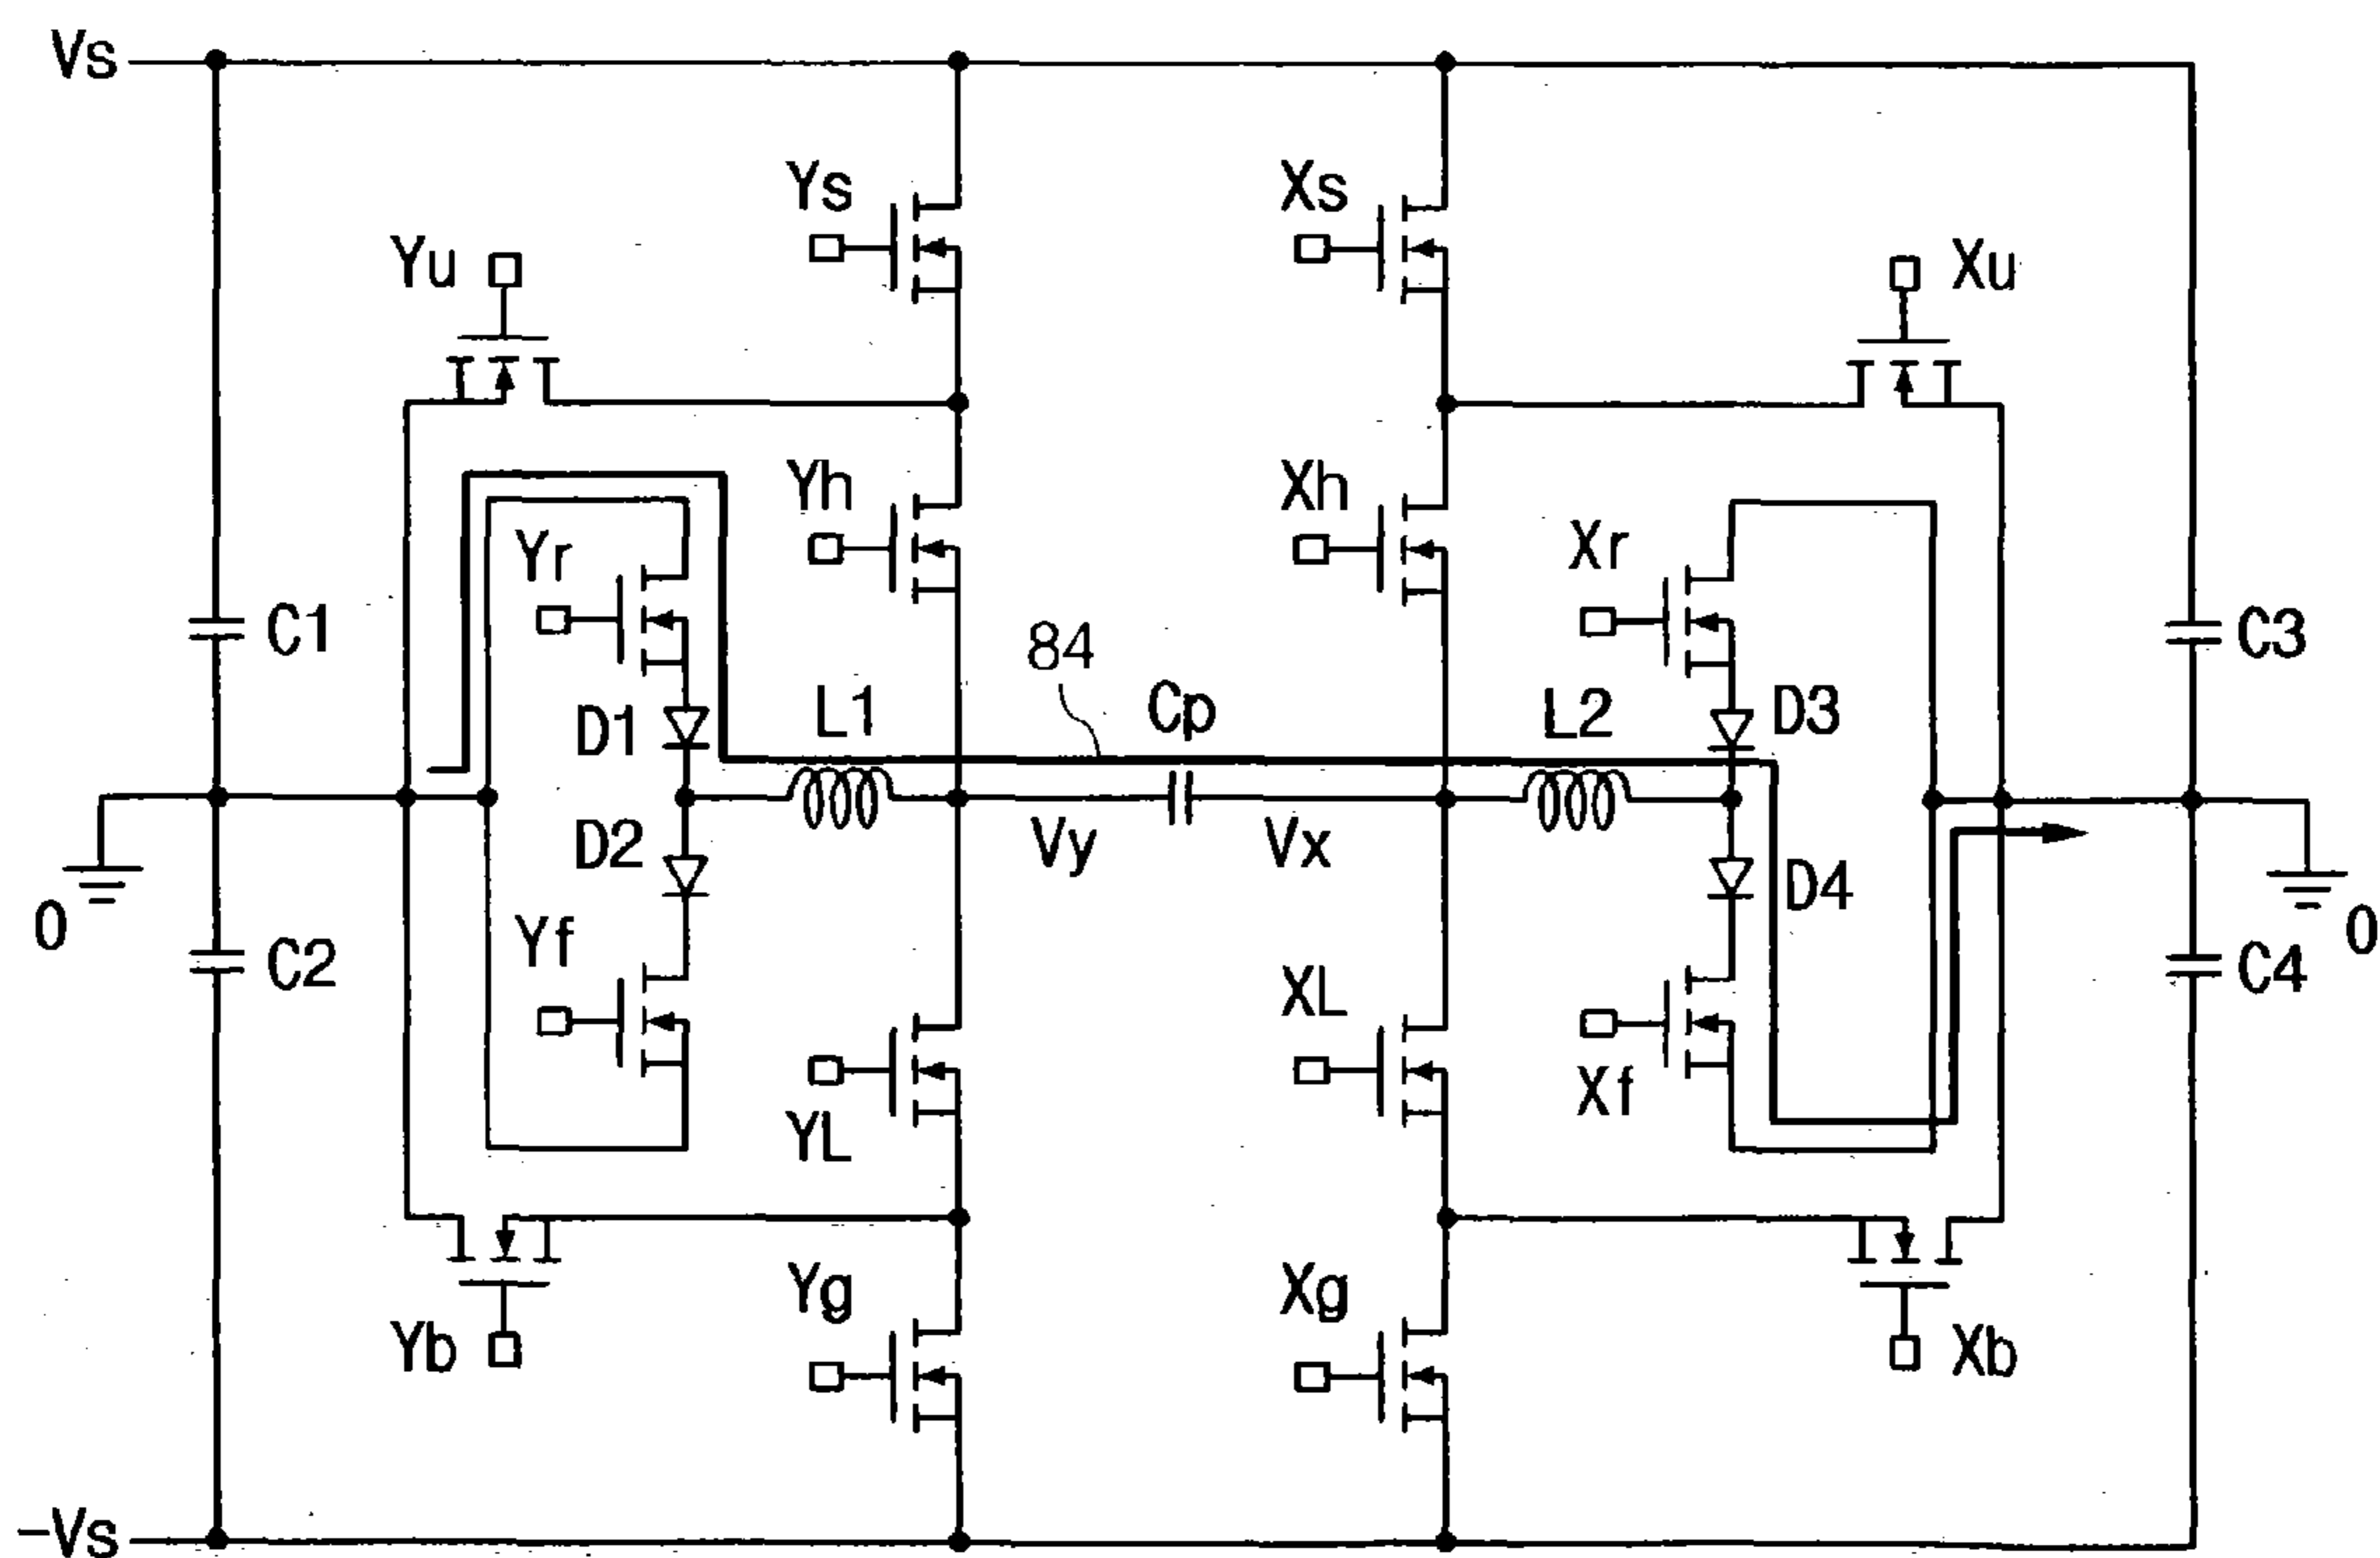 Vs
Ys
Xs
Yu
Xu
Yh
Xh
Yr
Xr
C1
84
C3
D1
L1
Cp
L2
D3
D2
Vy
Vx
D4
0
Yf
0
C2
XL
C4
Xf
YL
Yg
Xg
Yb
Xb
-Vs